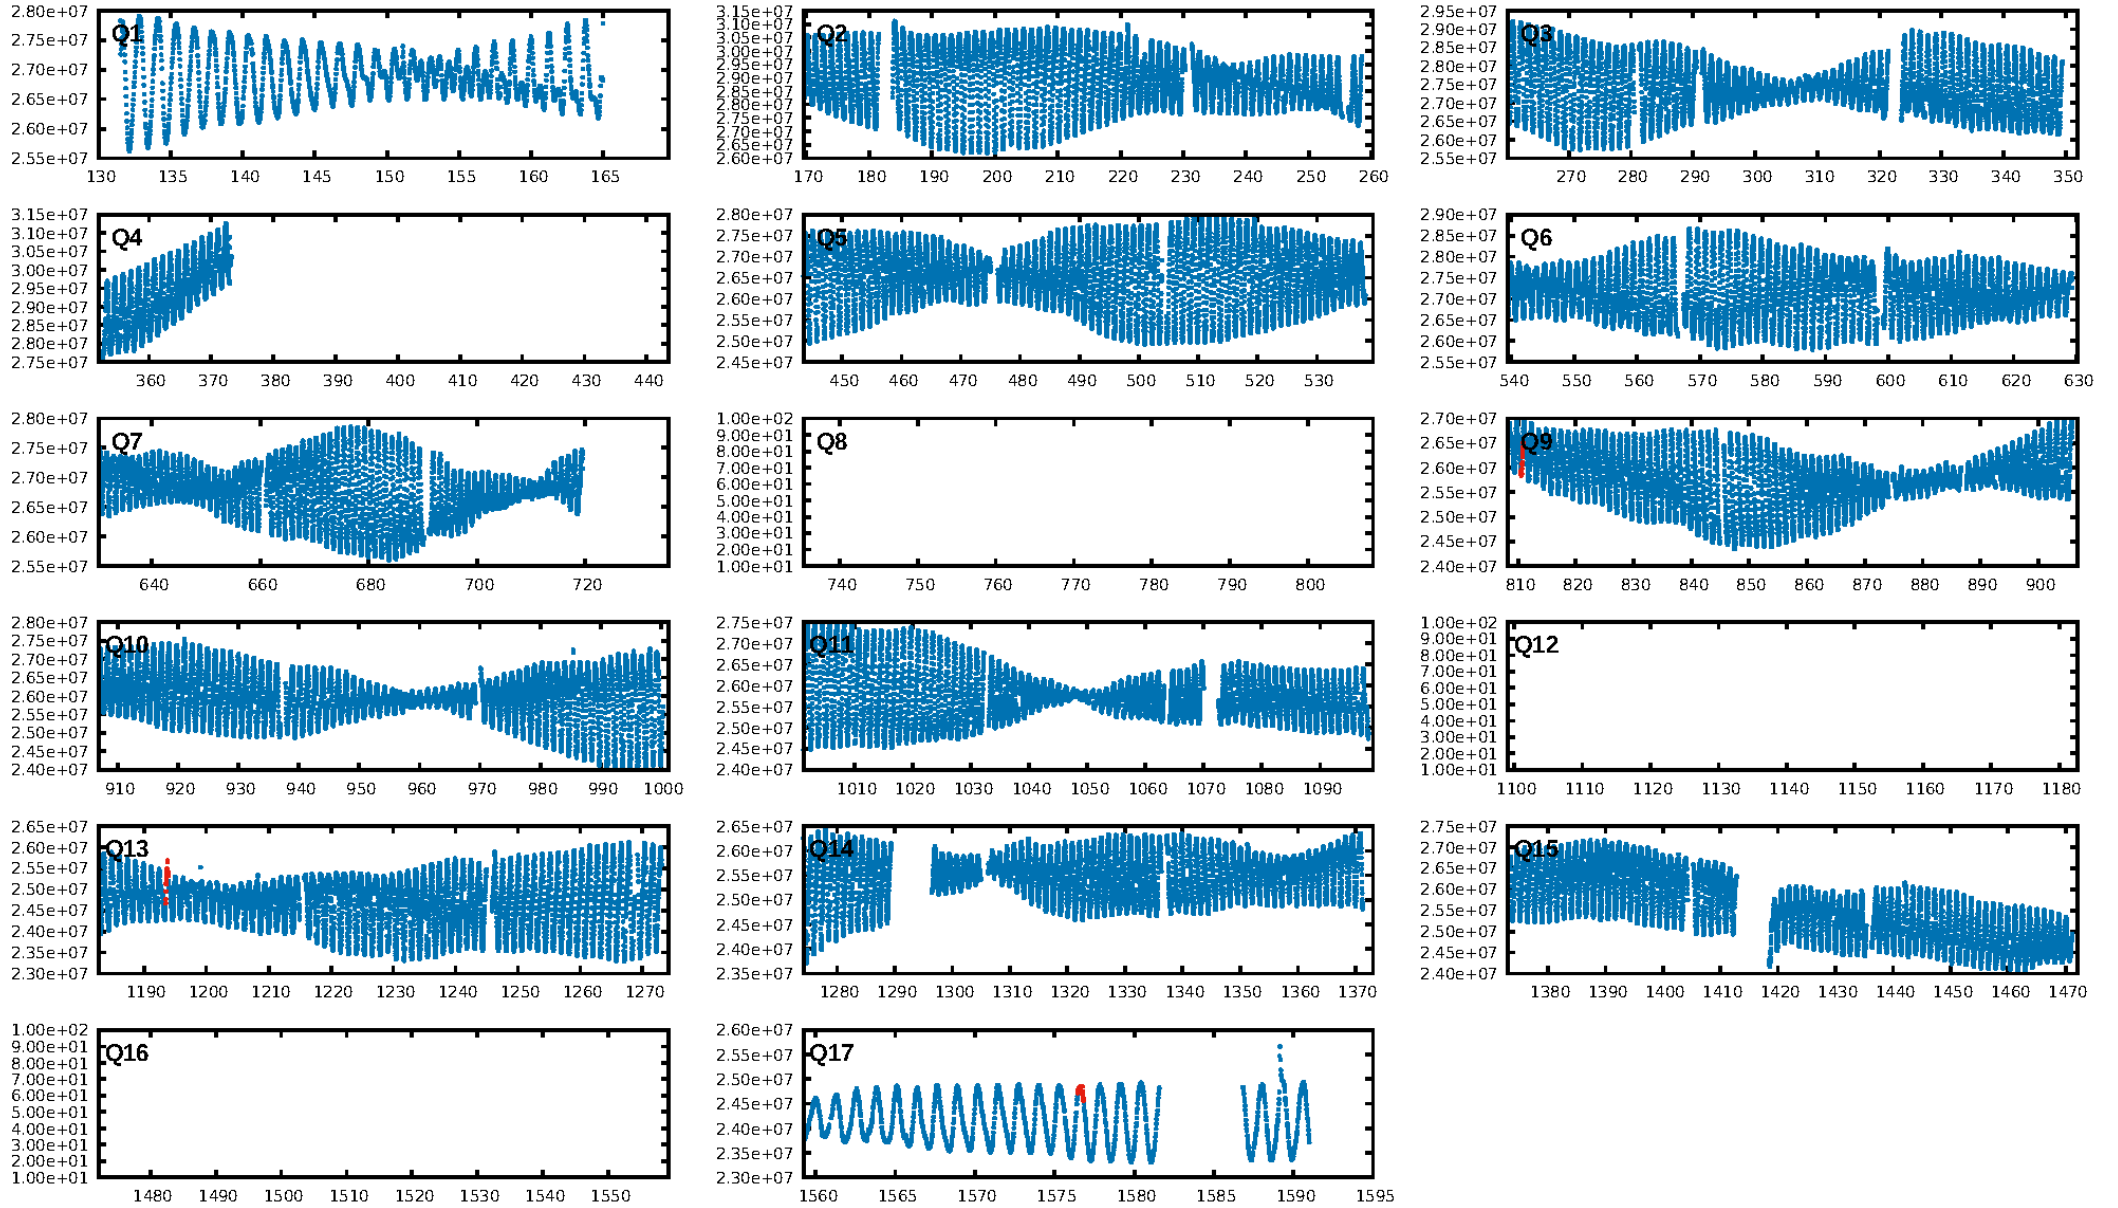 Q1
2.80e+07
2.75e+07
2.70e+07
2.65e+07
2.60e+07
2.55e+07
130 135 140 145 150 155 160 165
Q2
3.15e+07
3.10e+07
3.05e+07
3.00e+07
2.95e+07
2.90e+07
2.85e+07
2.80e+07
2.75e+07
2.70e+07
2.65e+07
2.60e+07
170 180 190 200 210 220 230 240 250 260
Q3
2.95e+07
2.90e+07
2.85e+07
2.80e+07
2.75e+07
2.70e+07
2.65e+07
2.60e+07
2.55e+07
270 280 290 300 310 320 330 340 350
Q4
3.15e+07
3.10e+07
3.05e+07
3.00e+07
2.95e+07
2.90e+07
2.85e+07
2.80e+07
2.75e+07
360 370 380 390 400 410 420 430 440
Q5
2.80e+07
2.75e+07
2.70e+07
2.65e+07
2.60e+07
2.55e+07
2.50e+07
2.45e+07
450 460 470 480 490 500 510 520 530
Q6
2.90e+07
2.85e+07
2.80e+07
2.75e+07
2.70e+07
2.65e+07
2.60e+07
2.55e+07
540 550 560 570 580 590 600 610 620 630
Q7
2.80e+07
2.75e+07
2.70e+07
2.65e+07
2.60e+07
2.55e+07
640 660 680 700 720
Q8
1.00e+02
9.00e+01
8.00e+01
7.00e+01
6.00e+01
5.00e+01
4.00e+01
3.00e+01
2.00e+01
1.00e+01
740 750 760 770 780 790 800
Q9
2.70e+07
2.65e+07
2.60e+07
2.55e+07
2.50e+07
2.45e+07
2.40e+07
810 820 830 840 850 860 870 880 890 900
Q10
2.80e+07
2.75e+07
2.70e+07
2.65e+07
2.60e+07
2.55e+07
2.50e+07
2.45e+07
2.40e+07
910 920 930 940 950 960 970 980 990 1000
Q11
2.75e+07
2.70e+07
2.65e+07
2.60e+07
2.55e+07
2.50e+07
2.45e+07
2.40e+07
1010 1020 1030 1040 1050 1060 1070 1080 1090
Q12
1.00e+02
9.00e+01
8.00e+01
7.00e+01
6.00e+01
5.00e+01
4.00e+01
3.00e+01
2.00e+01
1.00e+01
1100 1110 1120 1130 1140 1150 1160 1170 1180
Q13
2.65e+07
2.60e+07
2.55e+07
2.50e+07
2.45e+07
2.40e+07
2.35e+07
2.30e+07
1190 1200 1210 1220 1230 1240 1250 1260 1270
Q14
2.65e+07
2.60e+07
2.55e+07
2.50e+07
2.45e+07
2.40e+07
2.35e+07
1280 1290 1300 1310 1320 1330 1340 1350 1360 1370
Q15
2.75e+07
2.70e+07
2.65e+07
2.60e+07
2.55e+07
2.50e+07
2.45e+07
2.40e+07
1380 1390 1400 1410 1420 1430 1440 1450 1460 1470
Q16
1.00e+02
9.00e+01
8.00e+01
7.00e+01
6.00e+01
5.00e+01
4.00e+01
3.00e+01
2.00e+01
1.00e+01
1480 1490 1500 1510 1520 1530 1540 1550
Q17
2.60e+07
2.55e+07
2.50e+07
2.45e+07
2.40e+07
2.35e+07
2.30e+07
1560 1565 1570 1575 1580 1585 1590 1595